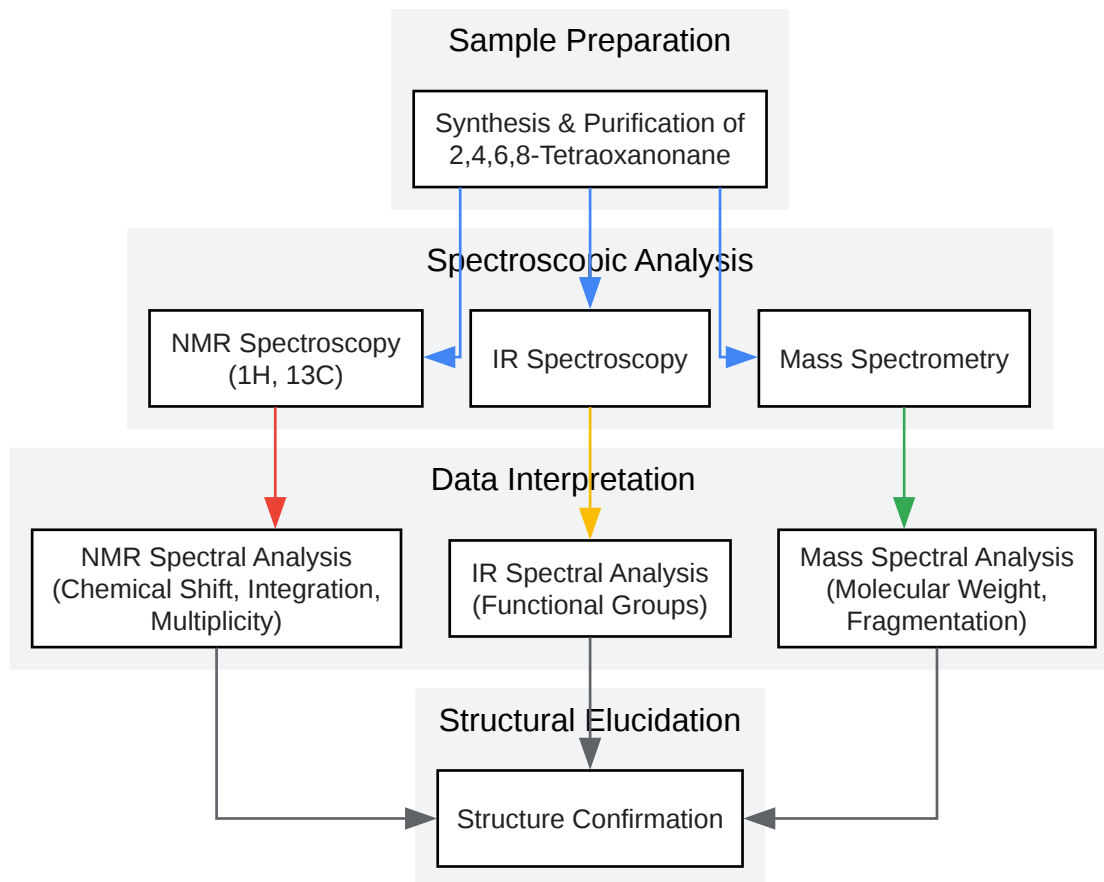 Sample Preparation
Synthesis & Purification of
2,4,6,8-Tetraoxanonane
Spectroscopic Analysis
NMR Spectroscopy
(1H, 13C)
IR Spectroscopy
Mass Spectrometry
Data Interpretation
NMR Spectral Analysis
(Chemical Shift, Integration,
Multiplicity)
IR Spectral Analysis
(Functional Groups)
Mass Spectral Analysis
(Molecular Weight,
Fragmentation)
Structural Elucidation
Structure Confirmation